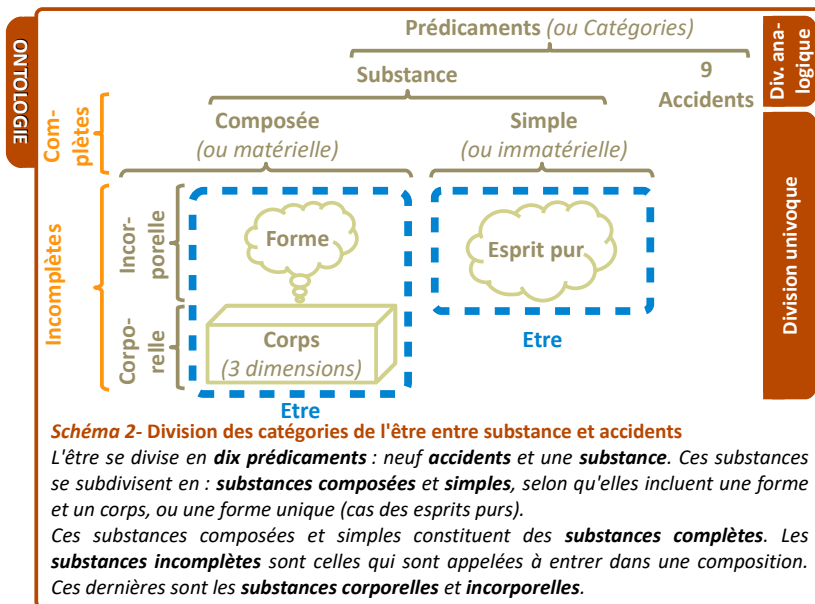 ONTOLOGIE
Prédicaments (ou Catégories)
Div. ana-
logique
Substance
9
Accidents
Com-
plètes
Composée
(ou matérielle)
Simple
(ou immatérielle)
Division univoque
Incomplètes
Incor-
porelle
Forme
Esprit pur
Corpo-
relle
Corps
(3 dimensions)
Etre
Etre
Schéma 2- Division des catégories de l'être entre substance et accidents
L'être se divise en dix prédicaments : neuf accidents et une substance. Ces substances
se subdivisent en : substances composées et simples, selon qu'elles incluent une forme
et un corps, ou une forme unique (cas des esprits purs).
Ces substances composées et simples constituent des substances complètes. Les
substances incomplètes sont celles qui sont appelées à entrer dans une composition.
Ces dernières sont les substances corporelles et incorporelles.